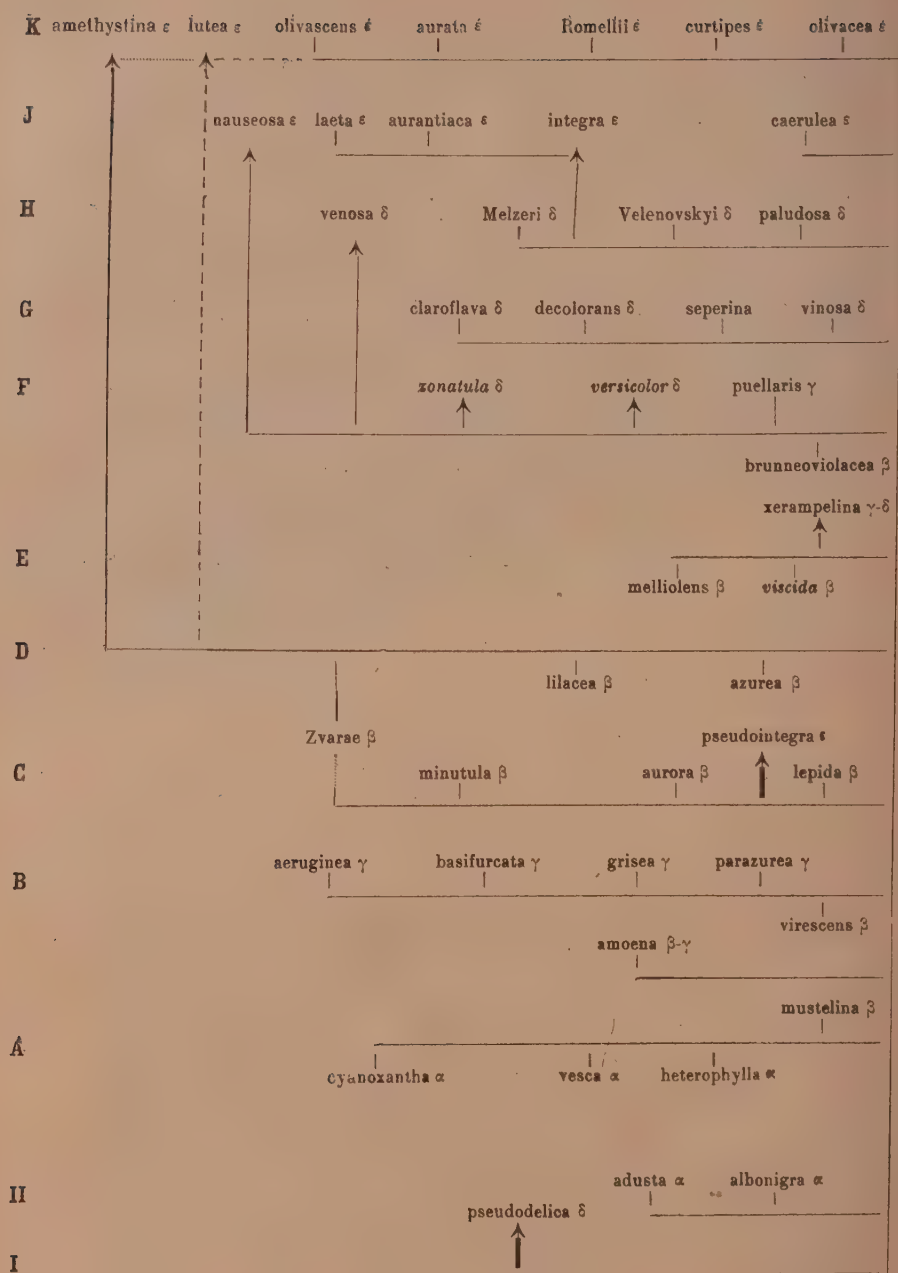 K amethystina ε lutea ε olivascens έ aurata έ Romellii έ curtipes έ olivacea έ
J nauseosa ε laeta ε aurantiaca ε integra ε caerulea ε
H venosa δ Melzeri δ Velenovskyi δ paludosa δ
G claroflava δ decolorans δ seperina vinosa δ
F zonatula δ versicolor δ puellaris γ
brunneoviolacea β
xerampelina γ-δ
E
melliolens β viscida β
D
lilacea β azurea β
Zvarae β pseudointegra ε
C minutula β aurora β lepida β
aeruginea γ basifurcata γ grisea γ parazurea γ
B
virescens β
amoena β-γ
mustelina β
A
cyanoxantha α vesca α heterophylla α
adusta α albonigra α
II
pseudodelica δ
I